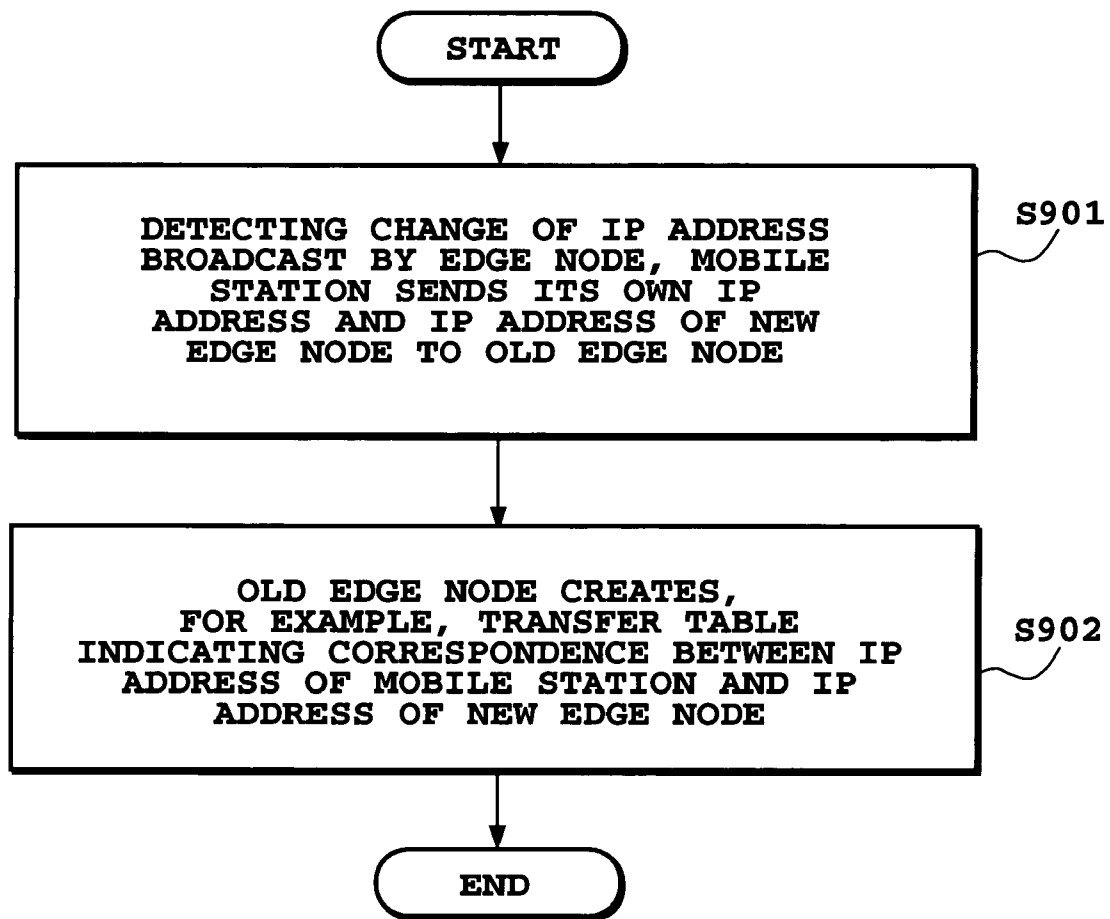 START
DETECTING CHANGE OF IP ADDRESS
BROADCAST BY EDGE NODE, MOBILE
STATION SENDS ITS OWN IP
ADDRESS AND IP ADDRESS OF NEW
EDGE NODE TO OLD EDGE NODE
S901
OLD EDGE NODE CREATES,
FOR EXAMPLE, TRANSFER TABLE
INDICATING CORRESPONDENCE BETWEEN IP
ADDRESS OF MOBILE STATION AND IP
ADDRESS OF NEW EDGE NODE
S902
END